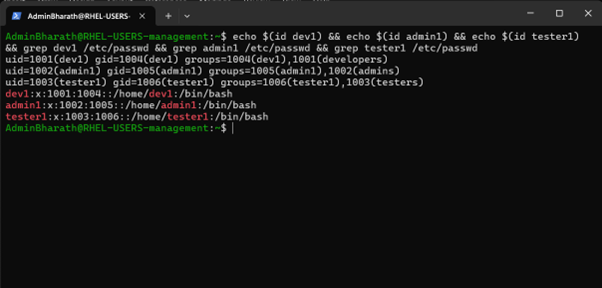 AdminBharath@RHEL-USERS-
AdminBharath@RHEL-USERS-management:~$ echo $(id dev1) && echo $(id admin1) && echo $(id tester1)
&& grep dev1 /etc/passwd && grep admin1 /etc/passwd && grep tester1 /etc/passwd
uid=1001(dev1) gid=1004(dev1) groups=1004(dev1),1001(developers)
uid=1002(admin1) gid=1005(admin1) groups=1005(admin1),1002(admins)
uid=1003(tester1) gid=1006(tester1) groups=1006(tester1),1003(testers)
dev1:x:1001:1004::/home/dev1:/bin/bash
admin1:x:1002:1005::/home/admin1:/bin/bash
tester1:x:1003:1006::/home/tester1:/bin/bash
AdminBharath@RHEL-USERS-management:~$